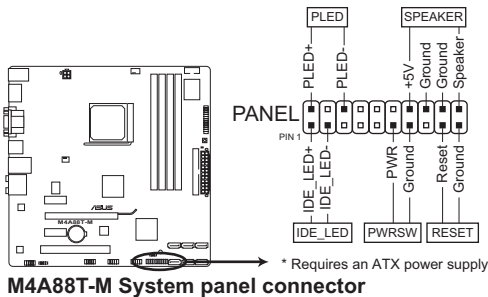 PLED SPEAKER
PLED+ PLED- +5V Ground Ground Speaker
PANEL
PIN 1
IDE_LED+ IDE_LED- PWR Ground Reset Ground
IDE_LED PWRSW RESET
/ISUS
M4A88T-M
* Requires an ATX power supply
M4A88T-M System panel connector